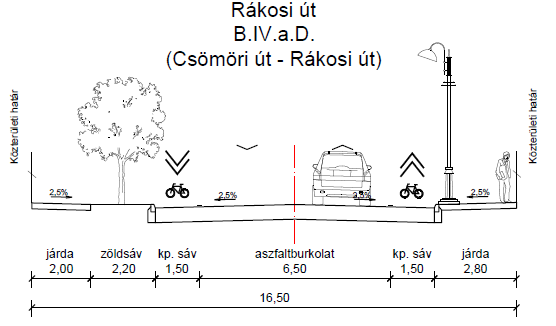 Rákosi út
B.IV.a.D.
(Csömöri út - Rákosi út)
Közterületi határ
Közterületi határ
2,5%
2,5%
2,5%
2,5%
járda
zöldsáv
kp. sáv
aszfaltburkolat
kp. sáv
járda
2,00
2,20
1,50
6,50
1,50
2,80
16,50